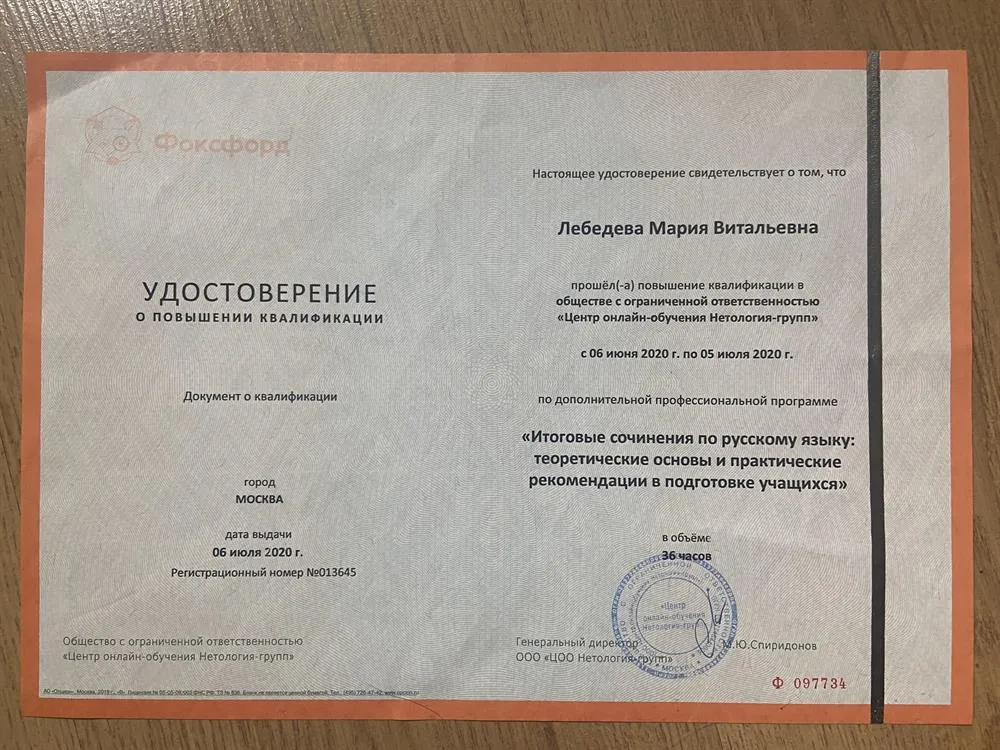 Фоксфорд
УДОСТОВЕРЕНИЕ
О ПОВЫШЕНИИ КВАЛИФИКАЦИИ
Документ о квалификации
город
МОСКВА
дата выдачи
06 июля 2020 г.
Регистрационный номер №013645
Общество с ограниченной ответственностью
«Центр онлайн-обучения Нетология-групп»
Настоящее удостоверение свидетельствует о том, что
Лебедева Мария Витальевна
прошёл(-а) повышение квалификации в
обществе с ограниченной ответственностью
«Центр онлайн-обучения Нетология-групп»
с 06 июня 2020 г. по 05 июля 2020 г.
по дополнительной профессиональной программе
«Итоговые сочинения по русскому языку:
теоретические основы и практические
рекомендации в подготовке учащихся»
в объёме
36 часов
«Центр
онлайн-обучения
Нетология-групп»
МОСКВА
Генеральный директор
М.Ю.Спиридонов
ООО «ЦОО Нетология-групп»
Ф 097734